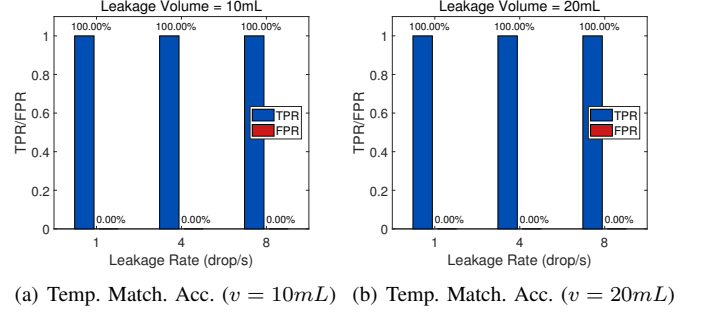 Leakage Volume = 10mL
100.00% 100.00% 100.00%
1
0.8
0.6
0.4
0.2
0
TPR/FPR
TPR
FPR
0.00% 0.00% 0.00%
1 4 8
Leakage Rate (drop/s)
(a) Temp. Match. Acc. (v = 10mL)
Leakage Volume = 20mL
100.00% 100.00% 100.00%
1
0.8
0.6
0.4
0.2
0
TPR/FPR
TPR
FPR
0.00% 0.00% 0.00%
1 4 8
Leakage Rate (drop/s)
(b) Temp. Match. Acc. (v = 20mL)